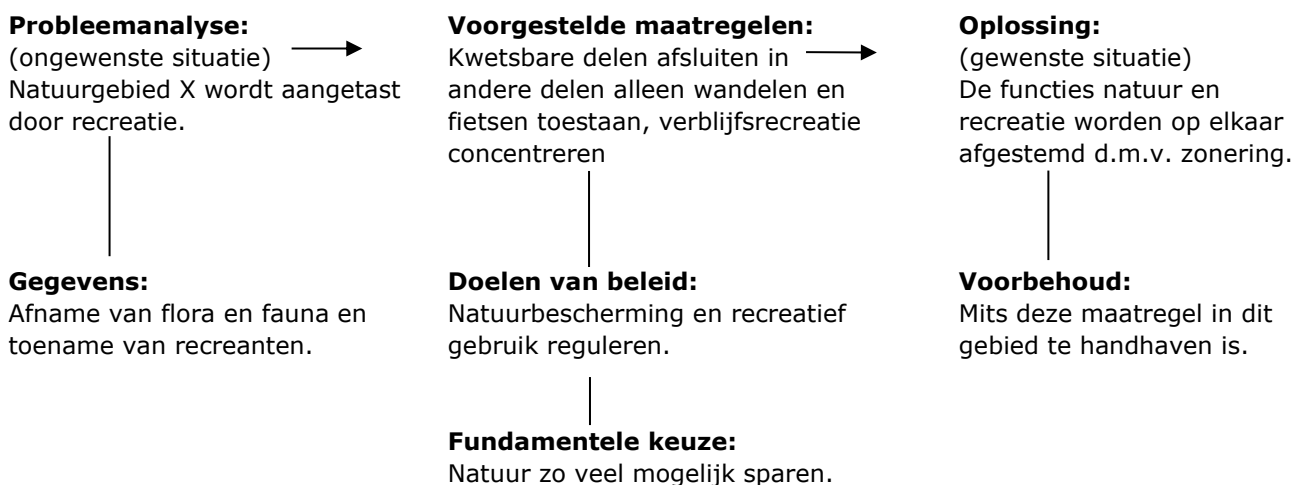 Probleemanalyse:
(ongewenste situatie)
Natuurgebied X wordt aangetast
door recreatie.
Voorgestelde maatregelen:
Kwetsbare delen afsluiten in
andere delen alleen wandelen en
fietsen toestaan, verblijfsrecreatie
concentreren
Oplossing:
(gewenste situatie)
De functies natuur en
recreatie worden op elkaar
afgestemd d.m.v. zonering.
Gegevens:
Afname van flora en fauna en
toename van recreanten.
Doelen van beleid:
Natuurbescherming en recreatief
gebruik reguleren.
Voorbehoud:
Mits deze maatregel in dit
gebied te handhaven is.
Fundamentele keuze:
Natuur zo veel mogelijk sparen.